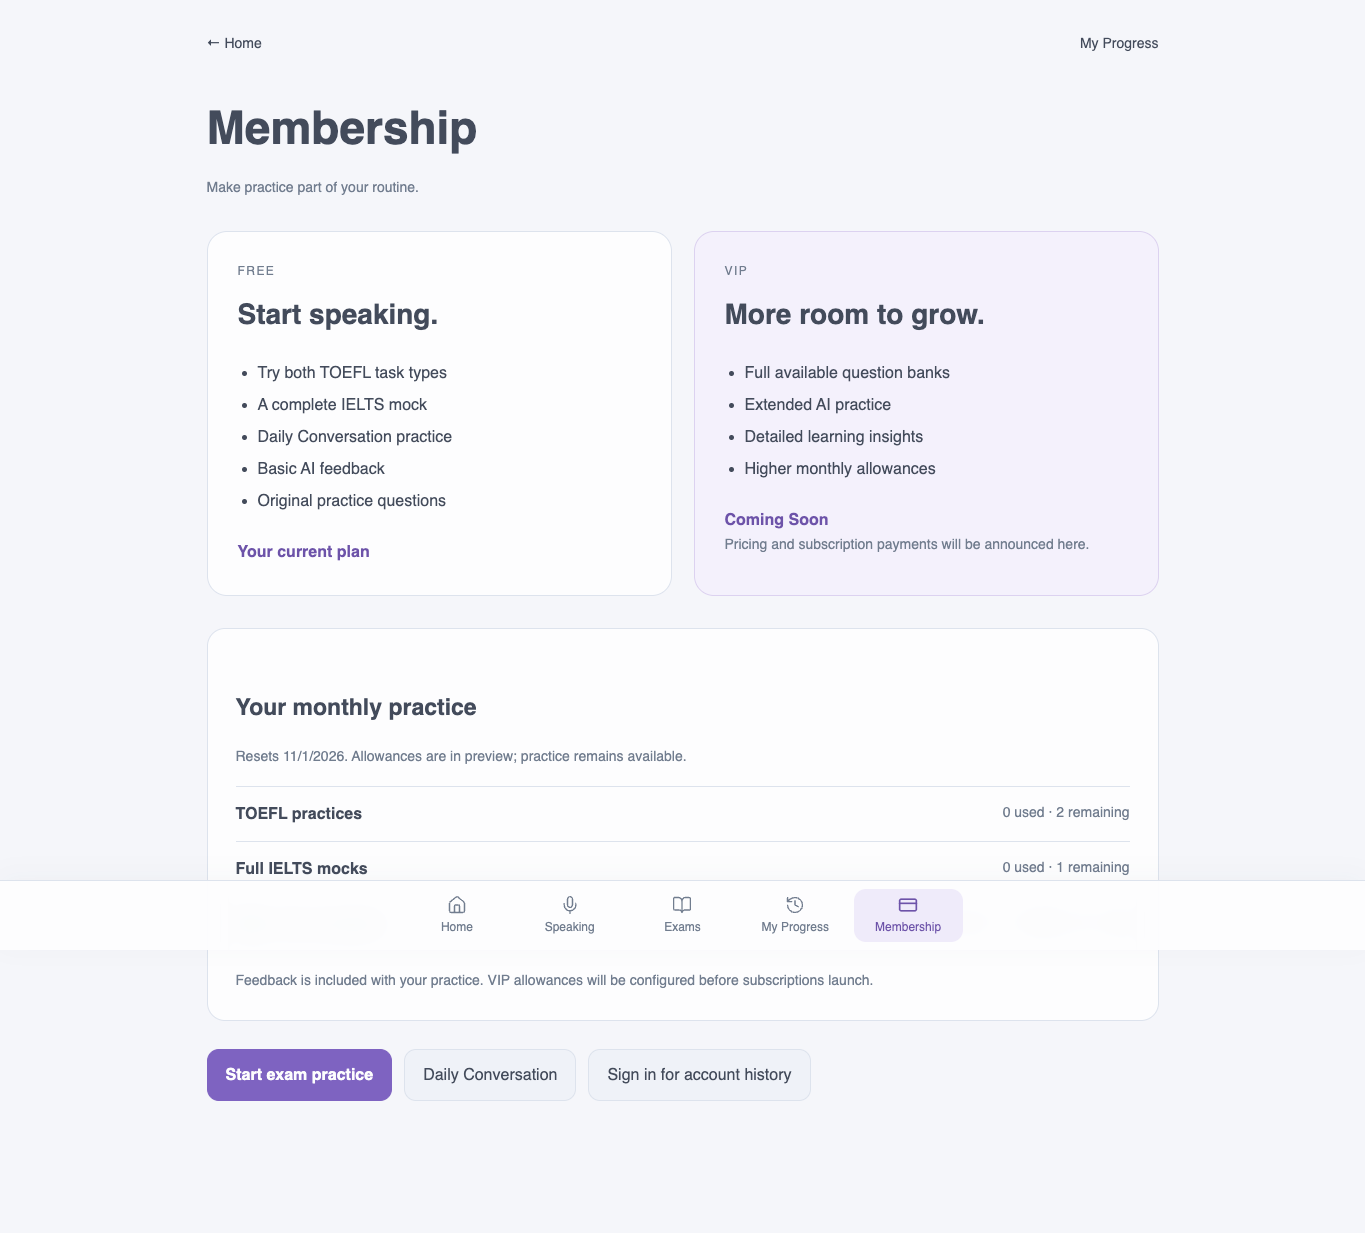 ← Home
My Progress
Membership
Make practice part of your routine.
FREE
Start speaking.
• Try both TOEFL task types
• A complete IELTS mock
• Daily Conversation practice
• Basic AI feedback
• Original practice questions
Your current plan
VIP
More room to grow.
• Full available question banks
• Extended AI practice
• Detailed learning insights
• Higher monthly allowances
Coming Soon
Pricing and subscription payments will be announced here.
Your monthly practice
Resets 11/1/2026. Allowances are in preview; practice remains available.
TOEFL practices
0 used · 2 remaining
Full IELTS mocks
0 used · 1 remaining
Home
Speaking
Exams
My Progress
Membership
Feedback is included with your practice. VIP allowances will be configured before subscriptions launch.
Start exam practice
Daily Conversation
Sign in for account history